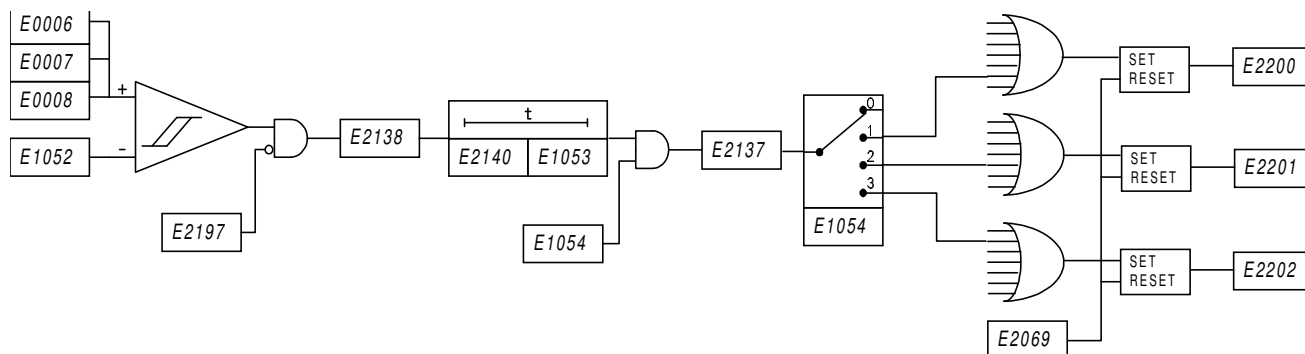 E0006
E0007
E0008
+
E1052
-
E2197
E2138
t
E2140 E1053
E1054
E2137
0
1
2
3
E1054
SET
RESET
E2200
SET
RESET
E2201
SET
RESET
E2202
E2069